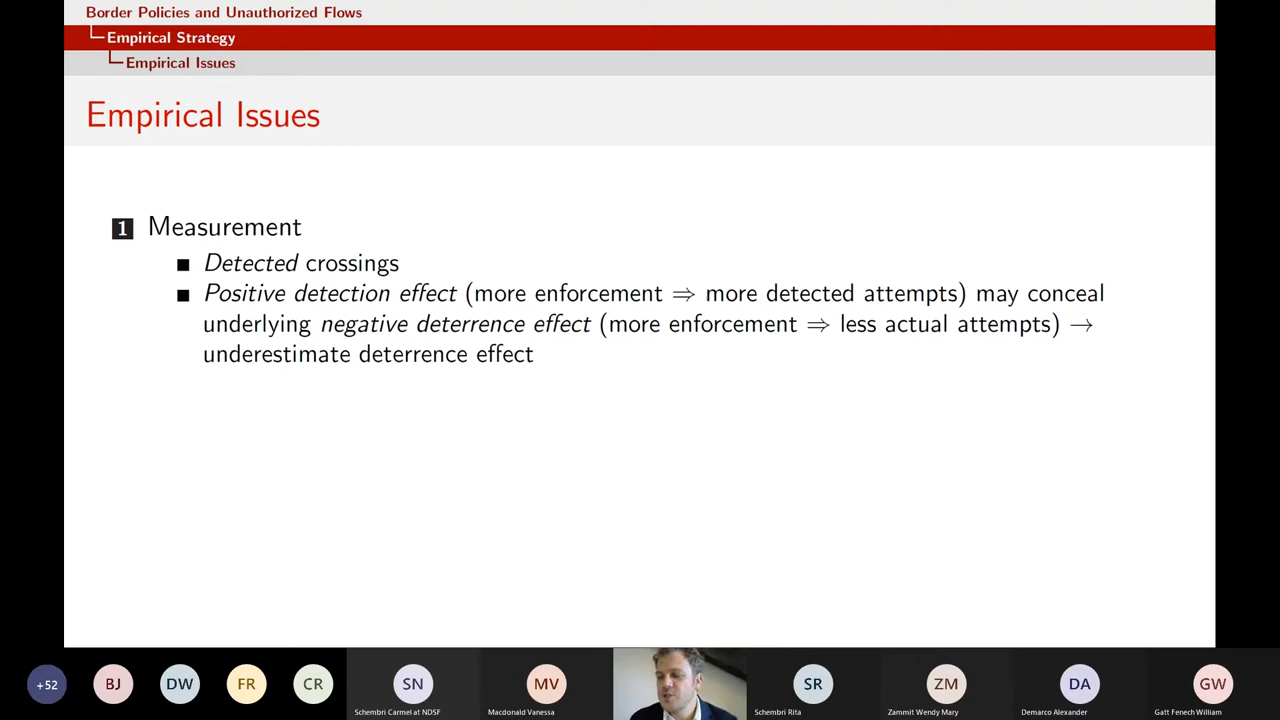 Border Policies and Unauthorized Flows
Empirical Strategy
Empirical Issues
Empirical Issues
1 Measurement
■ Detected crossings
■ Positive detection effect (more enforcement ⇒ more detected attempts) may conceal
underlying negative deterrence effect (more enforcement ⇒ less actual attempts) →
underestimate deterrence effect
+52 BJ DW FR CR SN MV SR ZM DA GW
Schembri Carmel at NDSF Macdonald Vanessa Schembri Rita Zammit Wendy Mary Demarco Alexander Gatt Fenech William